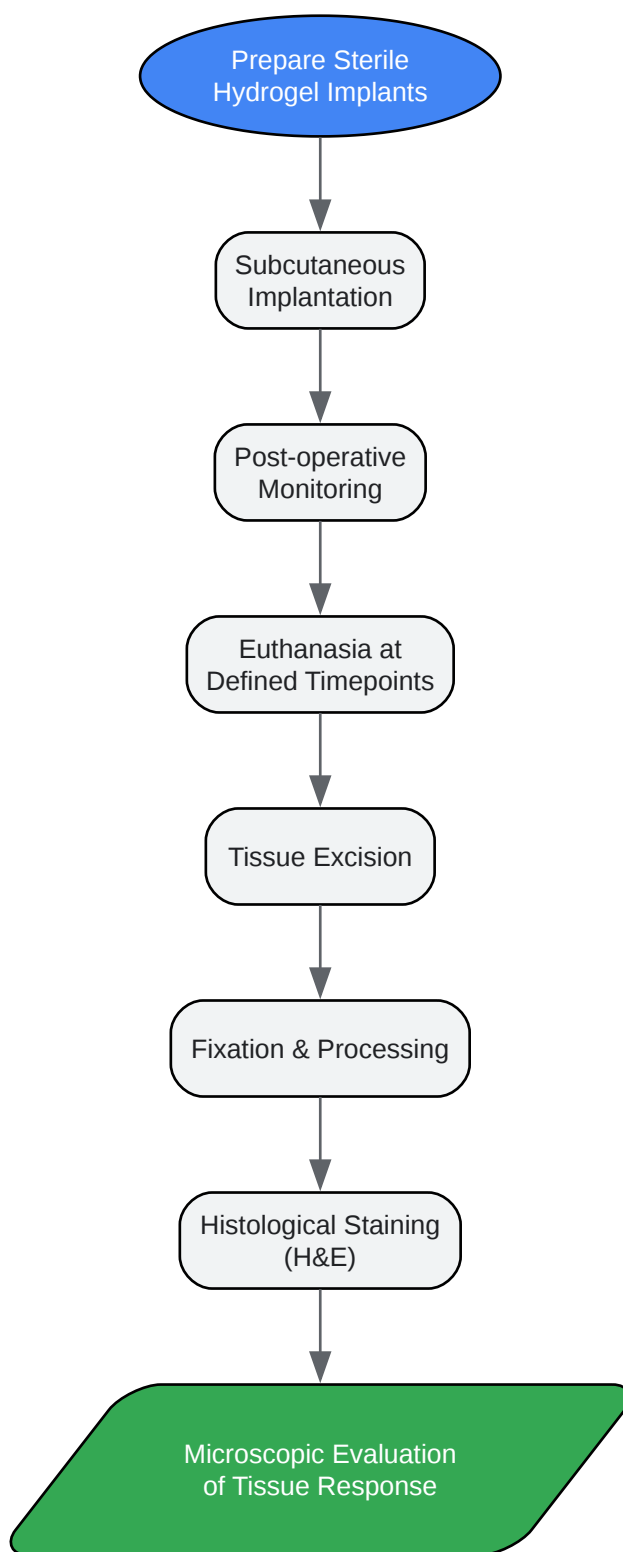 Prepare Sterile
Hydrogel Implants
Subcutaneous
Implantation
Post-operative
Monitoring
Euthanasia at
Defined Timepoints
Tissue Excision
Fixation & Processing
Histological Staining
(H&E)
Microscopic Evaluation
of Tissue Response